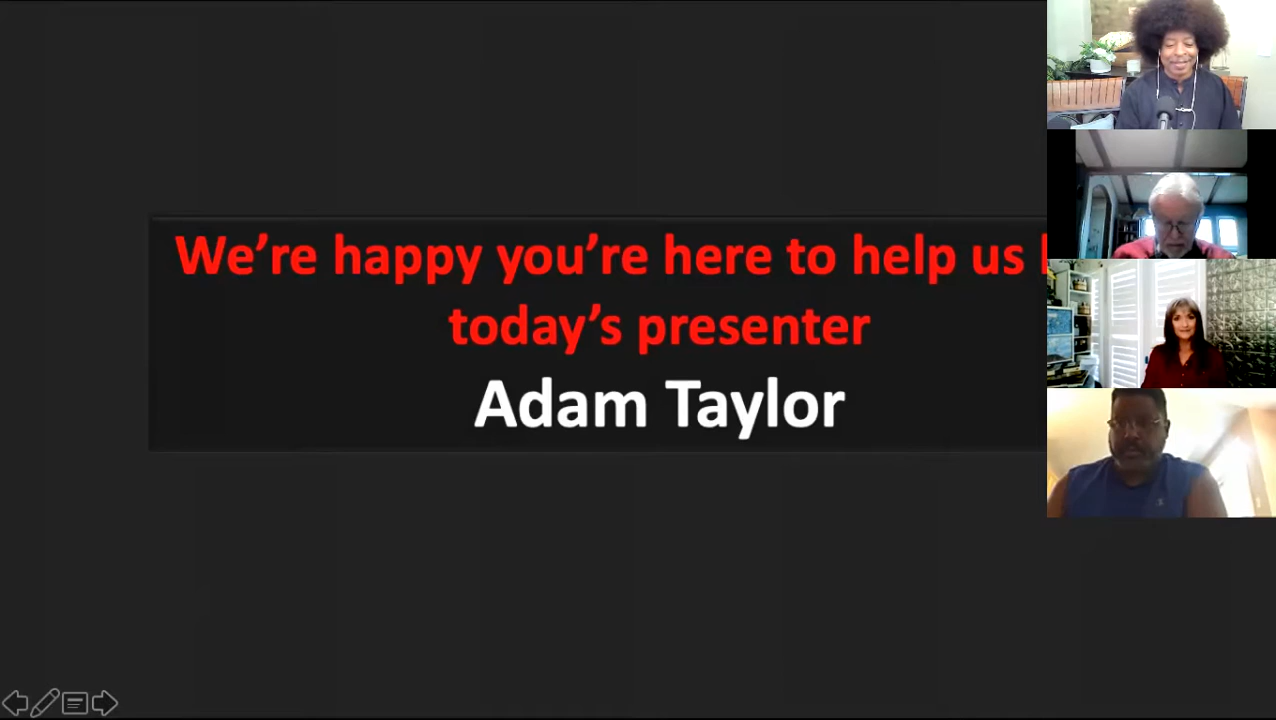 We’re happy you’re here to help us
today’s presenter
Adam Taylor